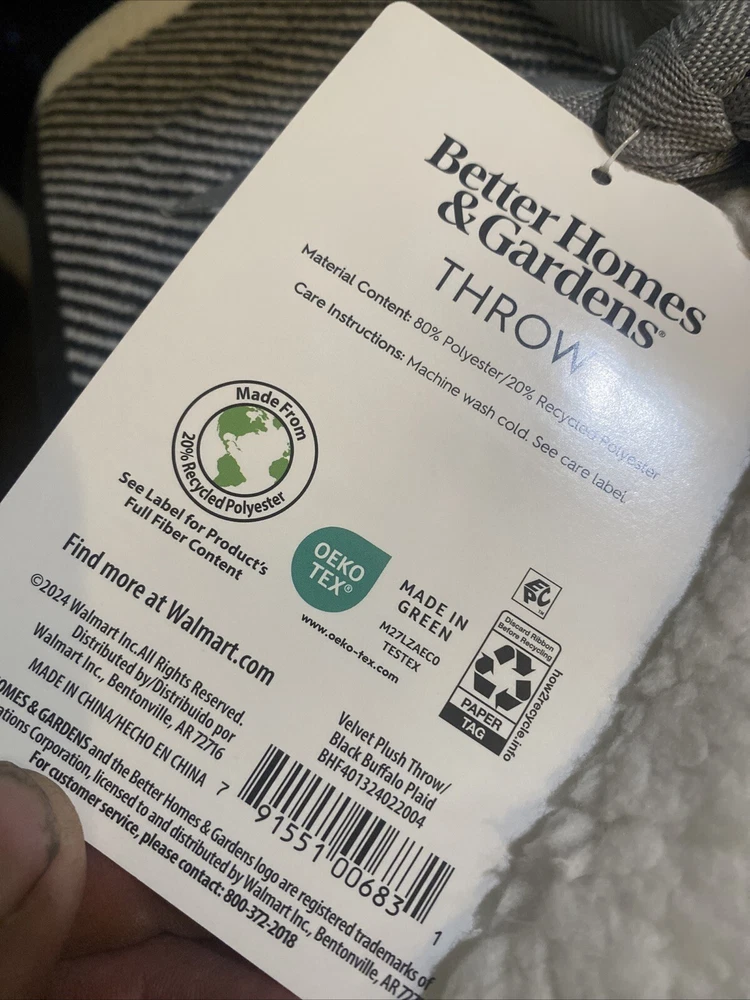 Better Homes
& Gardens®
THROW
Material Content: 80% Polyester/20% Recycled Polyester
Care Instructions: Machine wash cold. See care label.
Made From
20% Recycled Polyester
See Label for Product's
Full Fiber Content
OEKO
TEX®
MADE IN
GREEN
M27LZAEC0
TESTEX
www.oeko-tex.com
EPC™
Discard Ribbon
Before Recycling
PAPER
TAG
how2recycle.info
Find more at Walmart.com
©2024 Walmart Inc. All Rights Reserved.
Distributed by/Distribuido por
Walmart Inc., Bentonville, AR 72716
MADE IN CHINA/HECHO EN CHINA
Velvet Plush Throw/
Black Buffalo Plaid
BHF401324022004
7 91551 00683 1
OMES & GARDENS and the Better Homes & Gardens logo are registered trademarks of
ations Corporation, licensed to and distributed by Walmart Inc., Bentonville, AR 727
For customer service, please contact: 800-372-2018